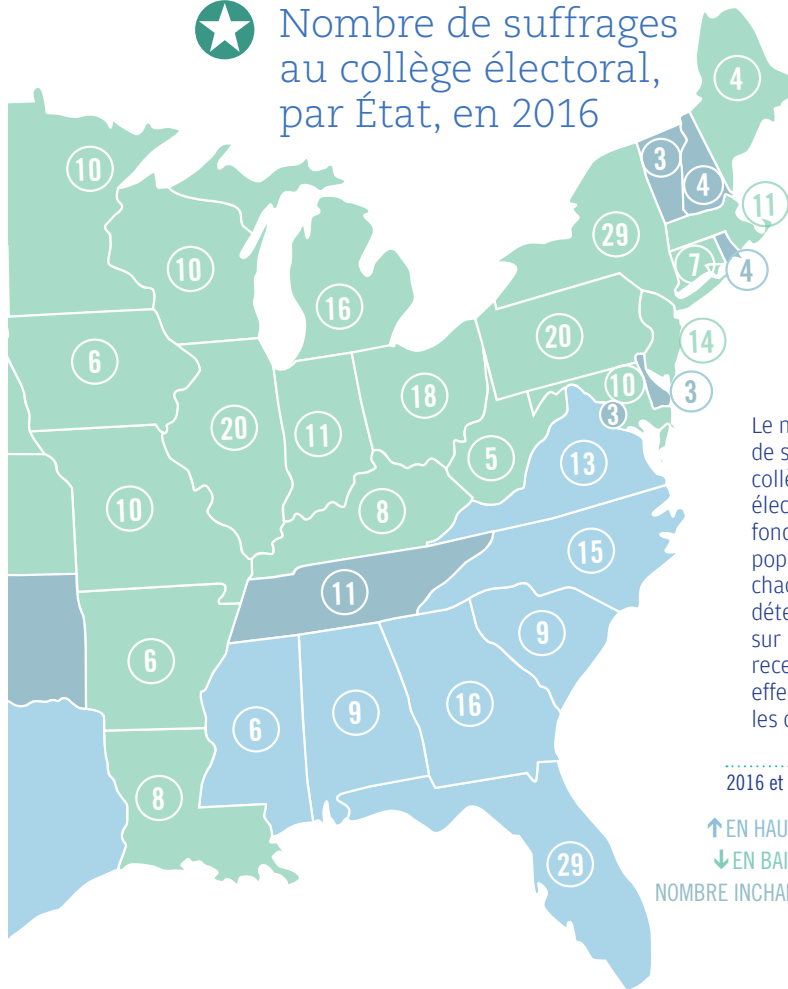 Nombre de suffrages
au collège électoral,
par État, en 2016
4
10
3
4
11
29
10
7
4
16
20
14
6
18
10
3
3
20
11
5
13
10
8
15
11
9
6
16
9
6
8
29
Le n
de s
collè
élec
fonc
pop
chac
déte
sur
rece
effe
les c
2016 et
↑ EN HAU
↓ EN BAI
NOMBRE INCHAN